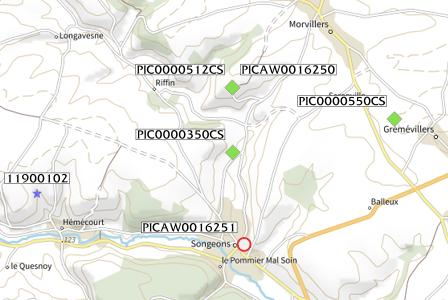 Morvillers
Longavesne
PIC0000512CS
PICAW0016250
Riffin
PIC0000550CS
Grémévillers
PIC0000350CS
11900102
Balleux
Hémécourt
PICAW0016251
123
Songeons
le Pommier Mal Soin
le Quesnoy